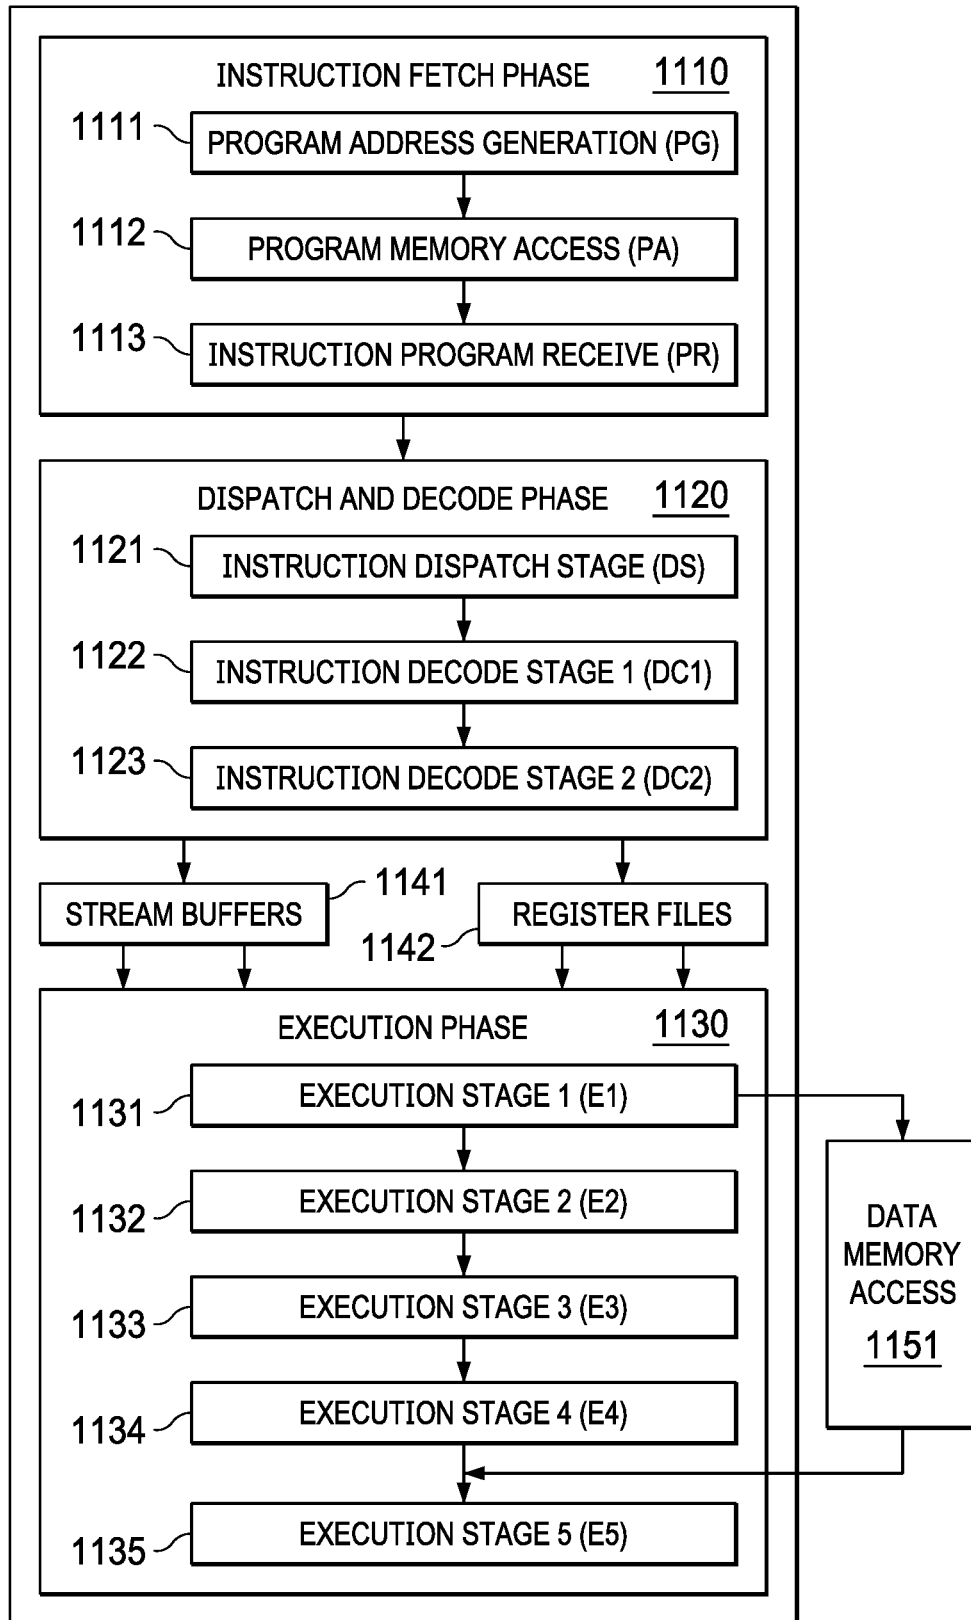 INSTRUCTION FETCH PHASE 1110
1111 PROGRAM ADDRESS GENERATION (PG)
1112 PROGRAM MEMORY ACCESS (PA)
1113 INSTRUCTION PROGRAM RECEIVE (PR)
DISPATCH AND DECODE PHASE 1120
1121 INSTRUCTION DISPATCH STAGE (DS)
1122 INSTRUCTION DECODE STAGE 1 (DC1)
1123 INSTRUCTION DECODE STAGE 2 (DC2)
STREAM BUFFERS 1141
1142 REGISTER FILES
EXECUTION PHASE 1130
1131 EXECUTION STAGE 1 (E1)
1132 EXECUTION STAGE 2 (E2)
1133 EXECUTION STAGE 3 (E3)
1134 EXECUTION STAGE 4 (E4)
1135 EXECUTION STAGE 5 (E5)
DATA
MEMORY
ACCESS
1151